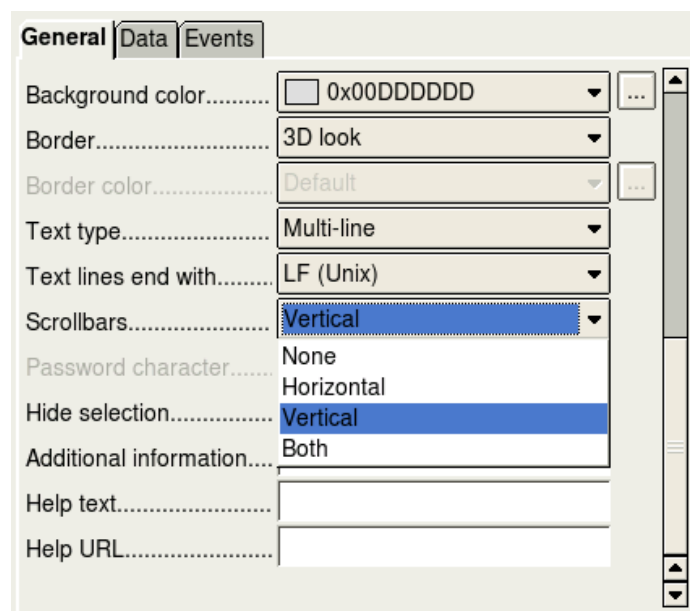 General Data Events
Background color.......... 0x00DDDDDD ...
Border............................ 3D look
Border color................... Default ...
Text type........................ Multi-line
Text lines end with......... LF (Unix)
Scrollbars....................... Vertical
None
Password character.......
Horizontal
Hide selection................ Vertical
Additional information.... Both
Help text.........................
Help URL.......................